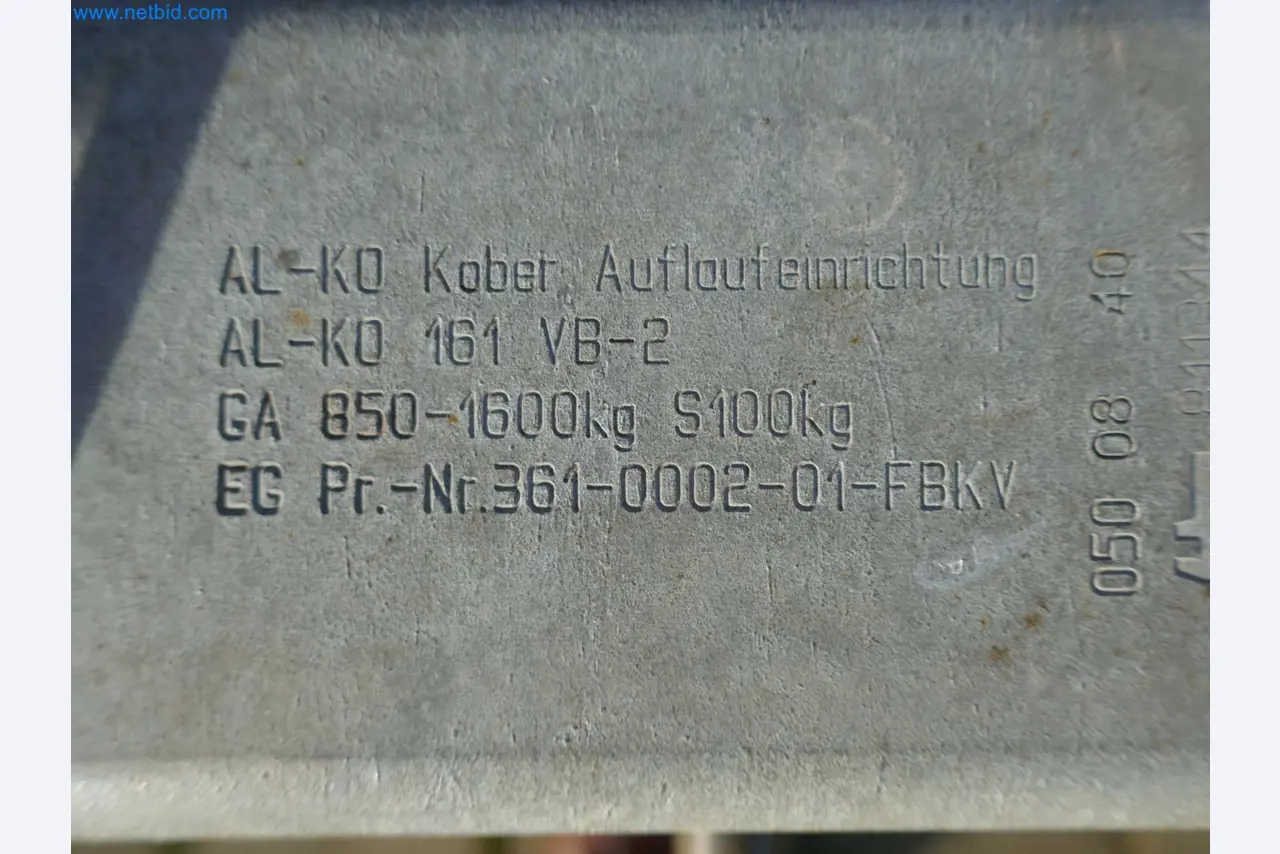 www.netbid.com
AL-KO Kober Auflaufeinrichtung
AL-KO 161 VB-2
GA 850-1600kg S100kg
EG Pr.-Nr.361-0002-01-FBKV
050 08 40